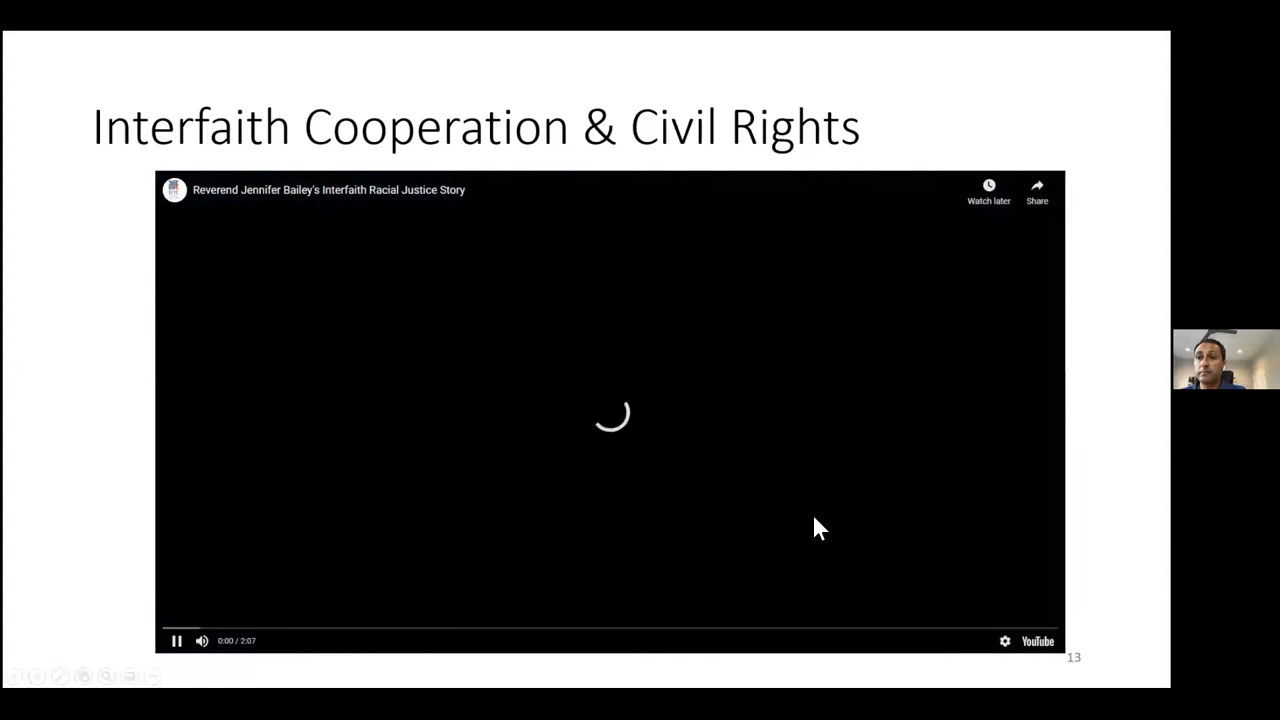 Interfaith Cooperation & Civil Rights
Reverend Jennifer Bailey's Interfaith Racial Justice Story
Watch later
Share
0:00 / 2:07
YouTube
13